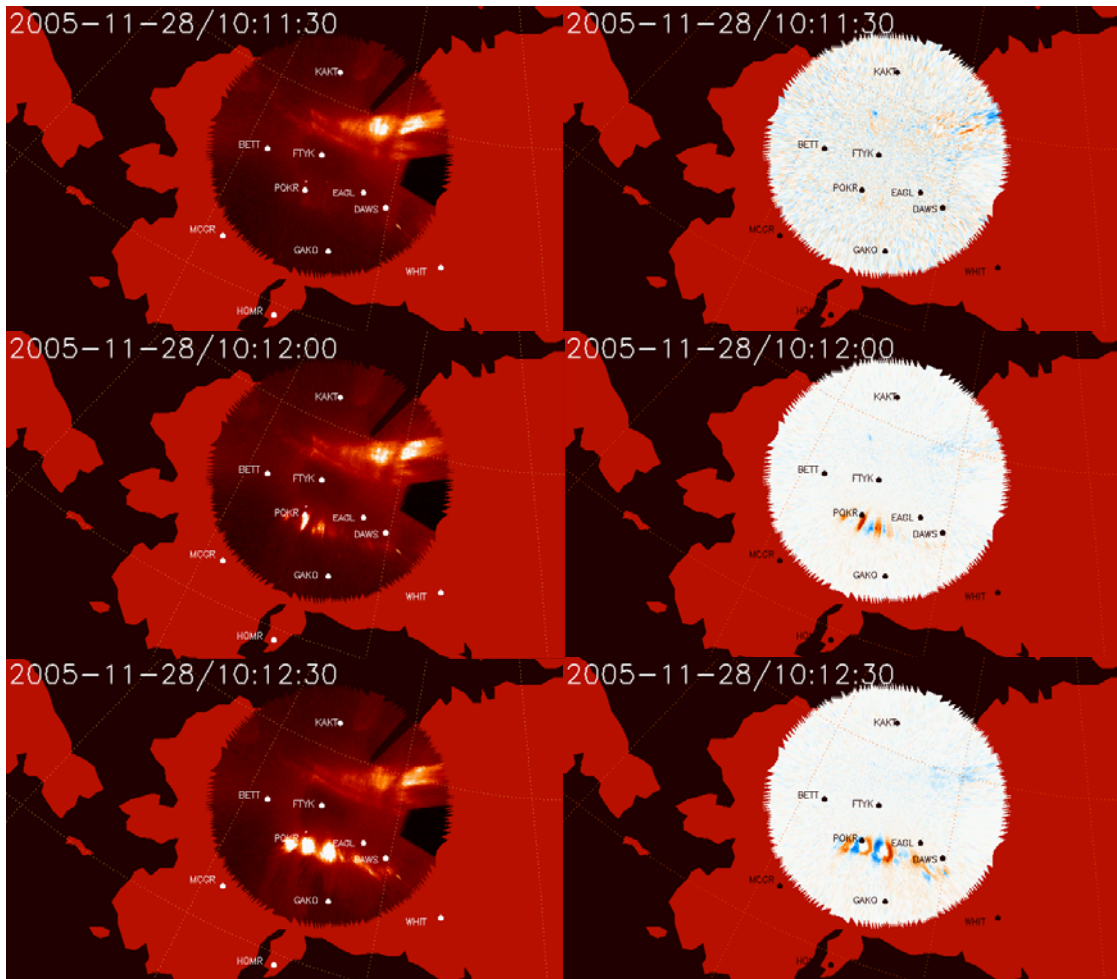 2005-11-28/10:11:30 2005-11-28/10:11:30
KAKT KAKT
BETT FTYK BETT FTYK
POKR EAGL POKR EAGL
DAWS DAWS
MCGR MCGR
GAKO GAKO
WHIT WHIT
HOMR HOMR
2005-11-28/10:12:00 2005-11-28/10:12:00
KAKT KAKT
BETT FTYK BETT FTYK
POKR EAGL POKR EAGL
DAWS DAWS
MCGR MCGR
GAKO GAKO
WHIT WHIT
HOMR HOMR
2005-11-28/10:12:30 2005-11-28/10:12:30
KAKT KAKT
BETT FTYK BETT FTYK
POKR EAGL POKR EAGL
DAWS DAWS
MCGR MCGR
GAKO GAKO
WHIT WHIT
HOMR HOMR